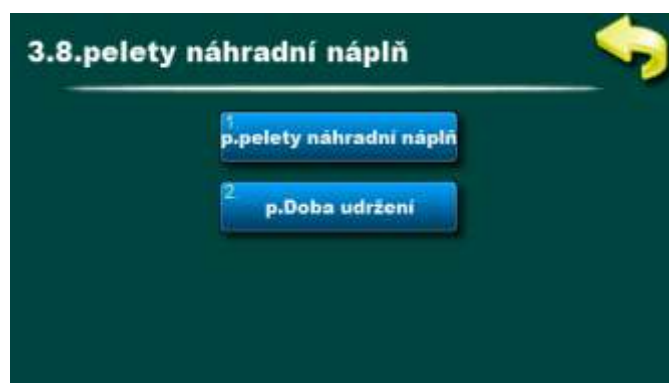 3.8.pelety náhradní náplň
1
p.pelety náhradní náplň
2
p.Doba udržení